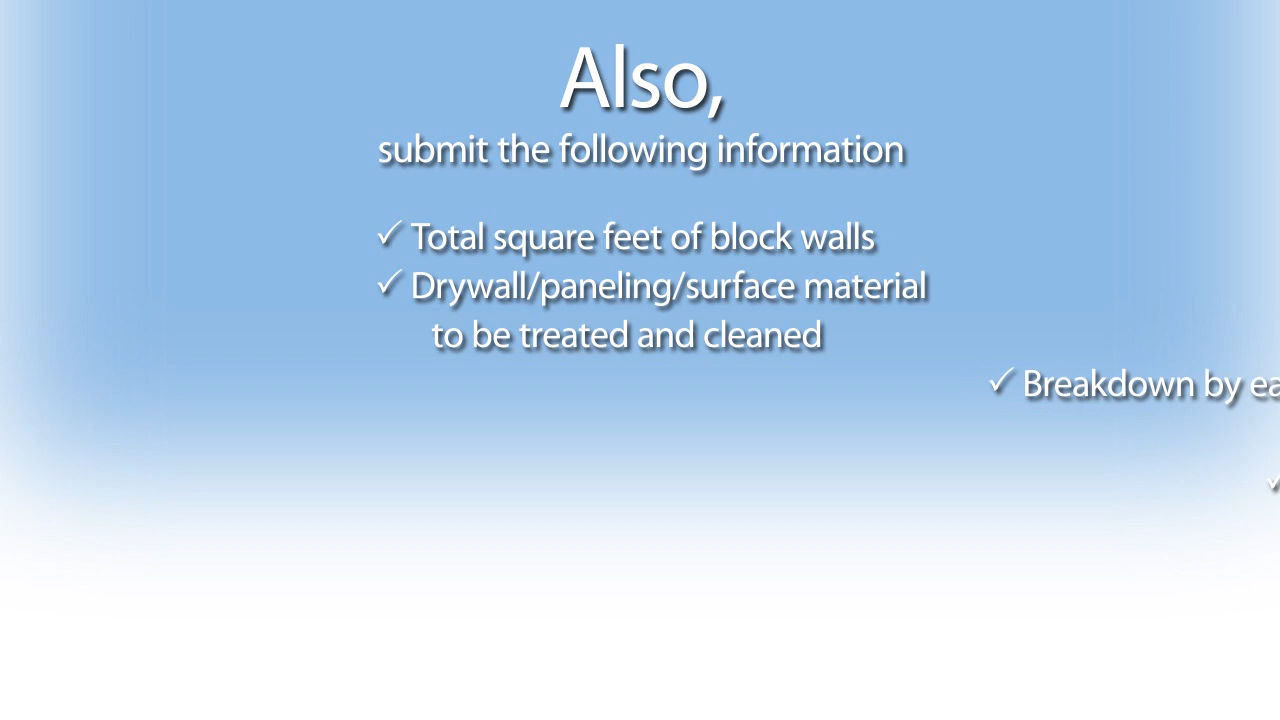 Also,
submit the following information
✓ Total square feet of block walls
✓ Drywall/paneling/surface material
to be treated and cleaned
✓ Breakdown by
✓